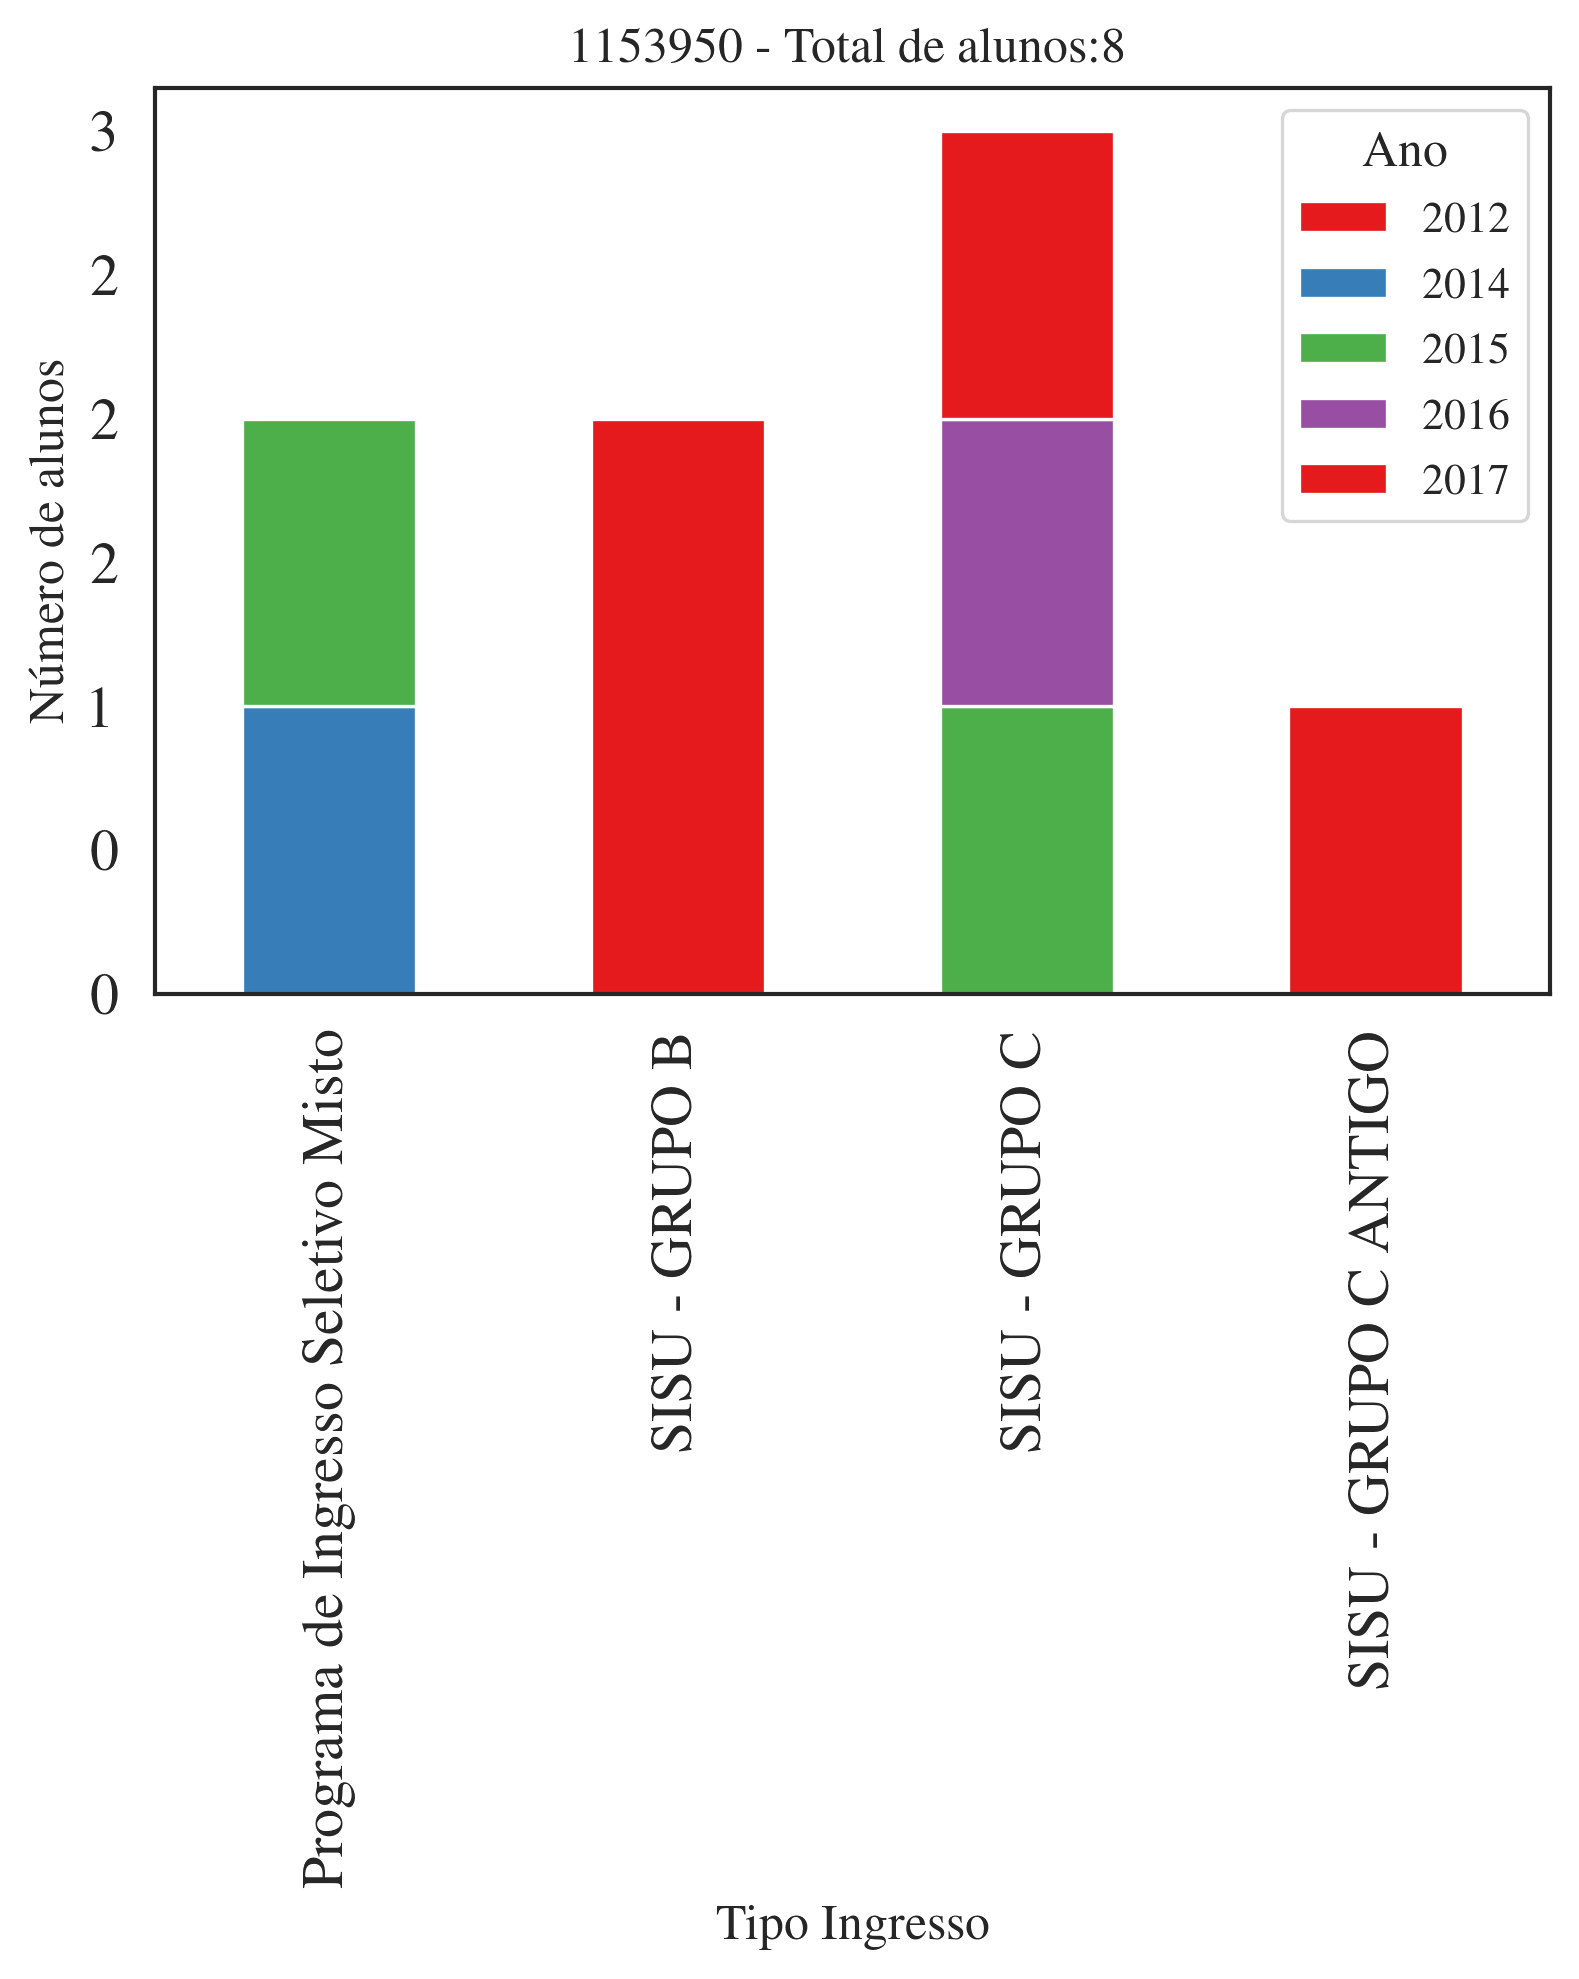 1153950 - Total de alunos:8
Número de alunos
3
2
2
2
1
0
0
Ano
2012
2014
2015
2016
2017
Programa de Ingresso Seletivo Misto
SISU - GRUPO B
SISU - GRUPO C
SISU - GRUPO C ANTIGO
Tipo Ingresso